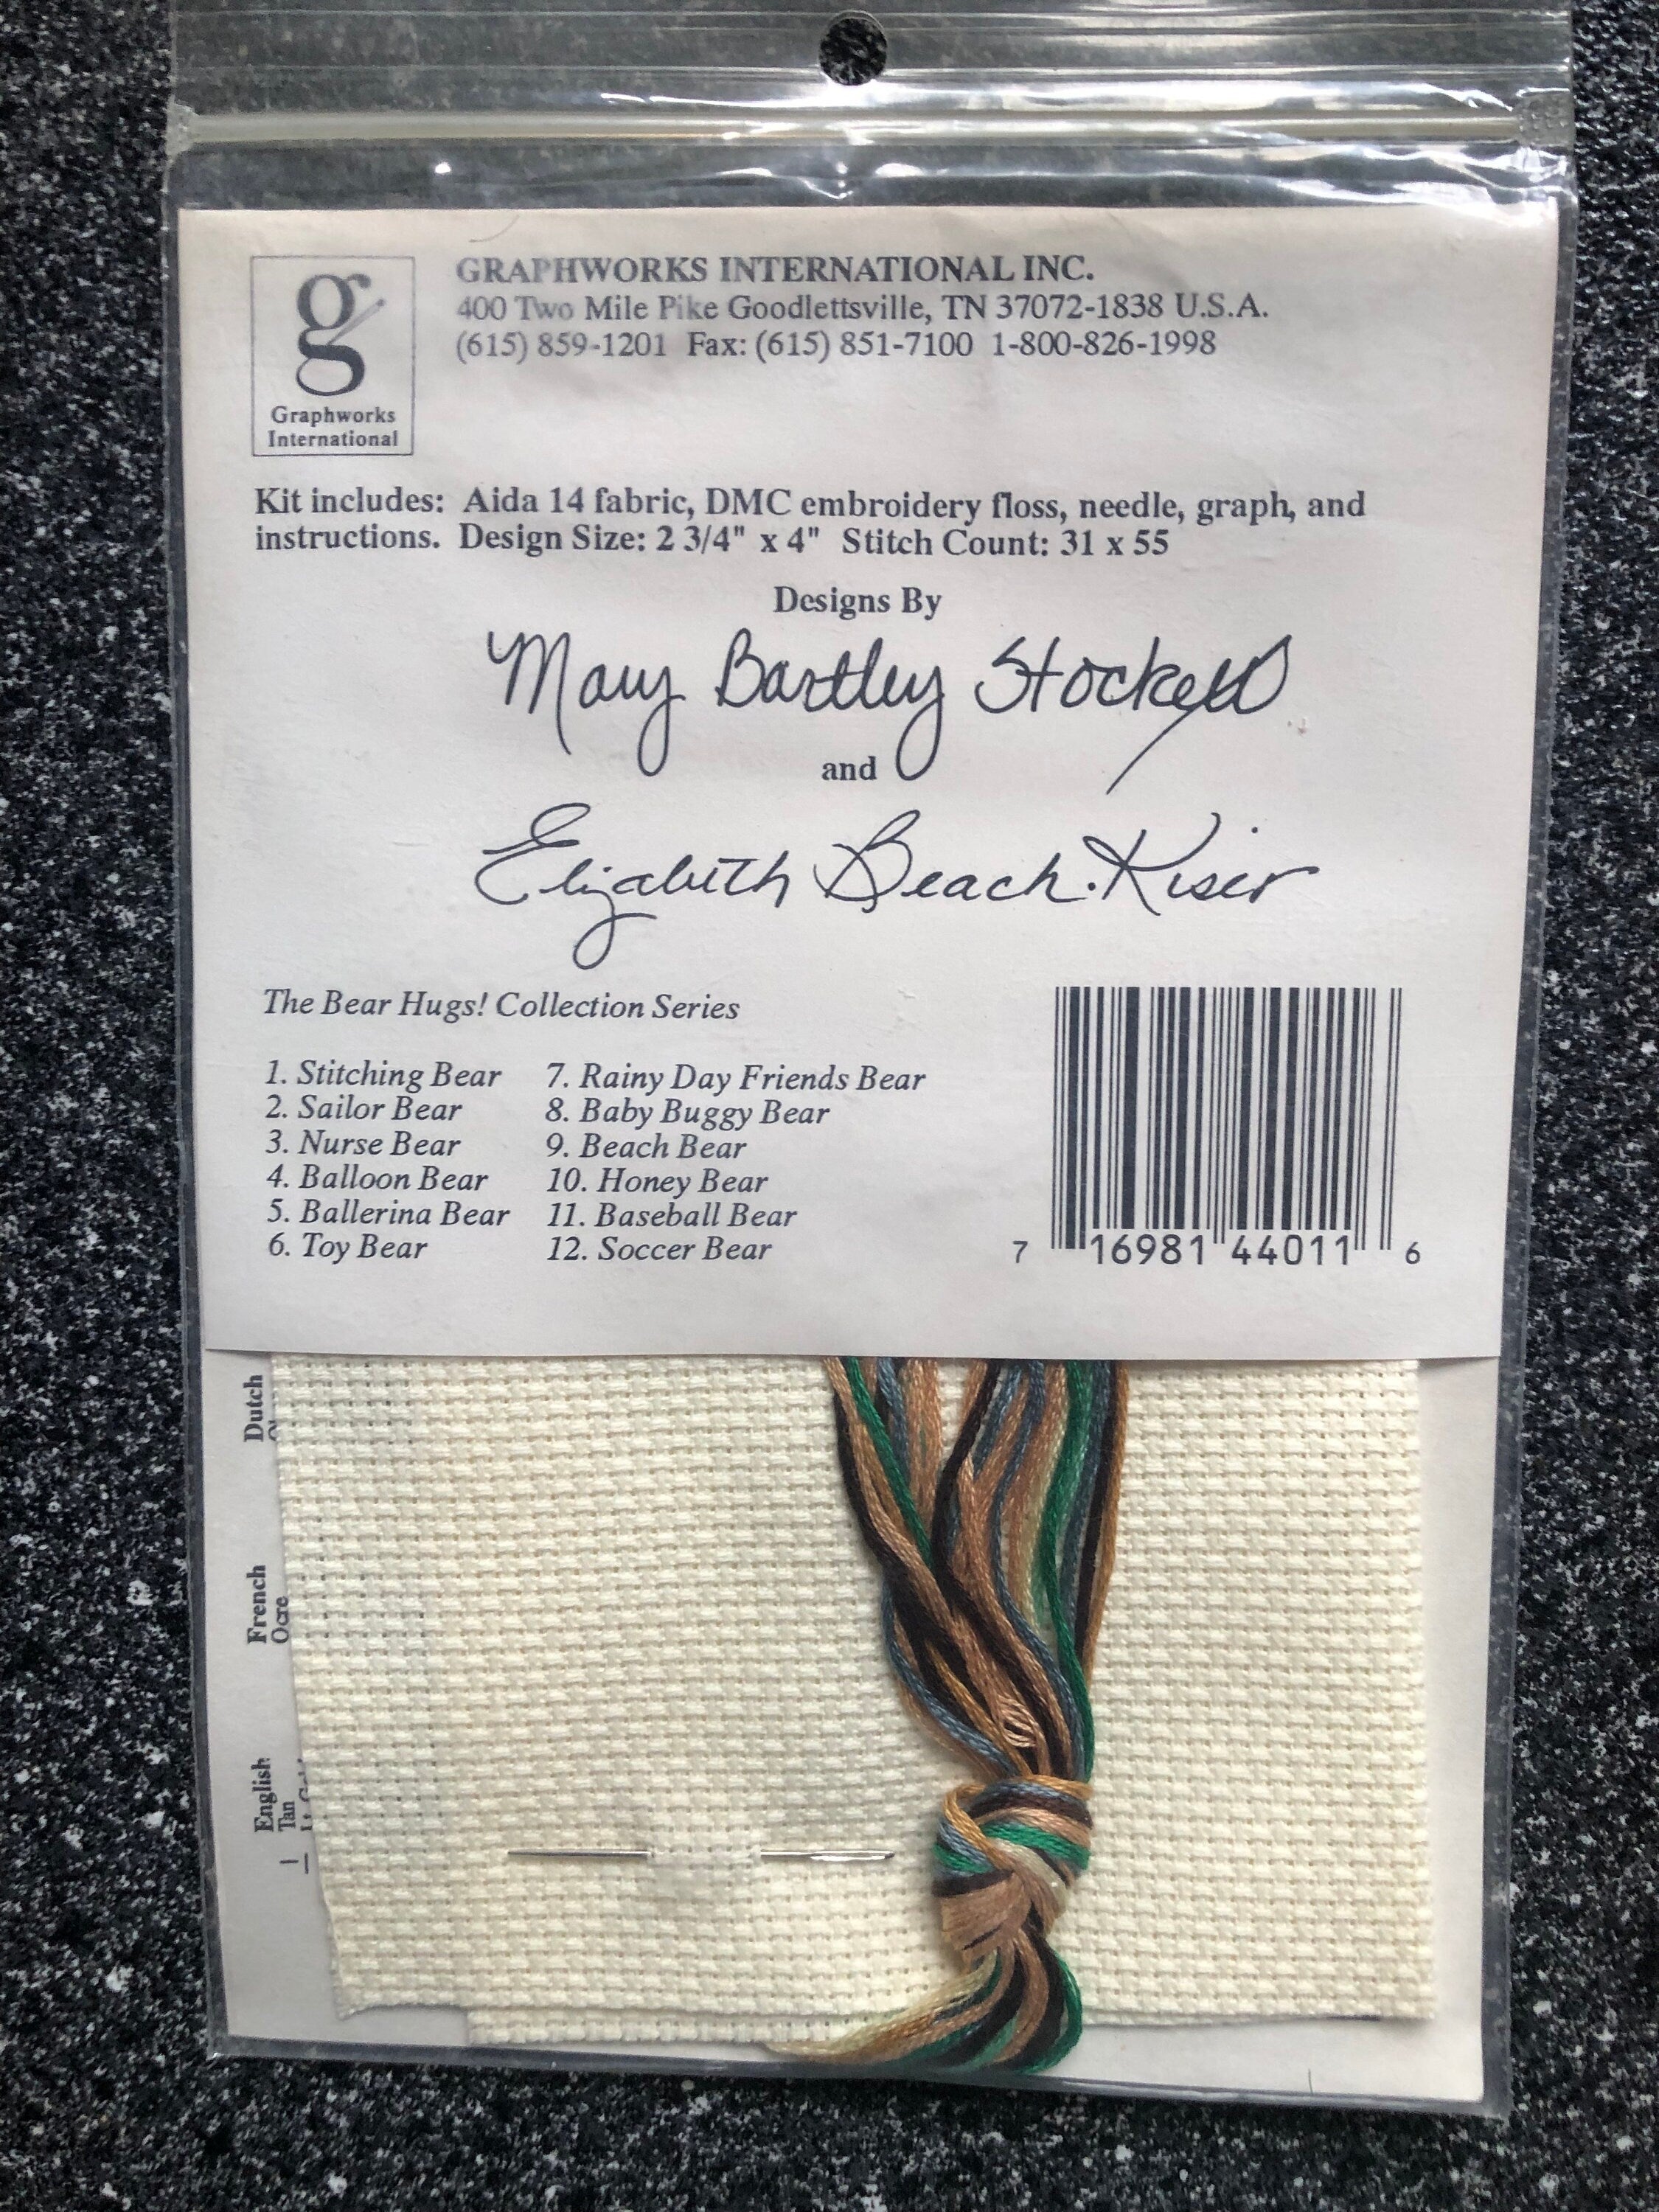 g
Graphworks
International
GRAPHWORKS INTERNATIONAL INC.
400 Two Mile Pike Goodlettsville, TN 37072-1838 U.S.A.
(615) 859-1201 Fax: (615) 851-7100 1-800-826-1998
Kit includes: Aida 14 fabric, DMC embroidery floss, needle, graph, and
instructions. Design Size: 2 3/4" x 4" Stitch Count: 31 x 55
Designs By
Mary Bartley Stockett
and
Elizabeth Beach-Kiser
The Bear Hugs! Collection Series
1. Stitching Bear
2. Sailor Bear
3. Nurse Bear
4. Balloon Bear
5. Ballerina Bear
6. Toy Bear
7. Rainy Day Friends Bear
8. Baby Buggy Bear
9. Beach Bear
10. Honey Bear
11. Baseball Bear
12. Soccer Bear
7 16981 44011 6
Dutch
French
Ocre
English
Tan